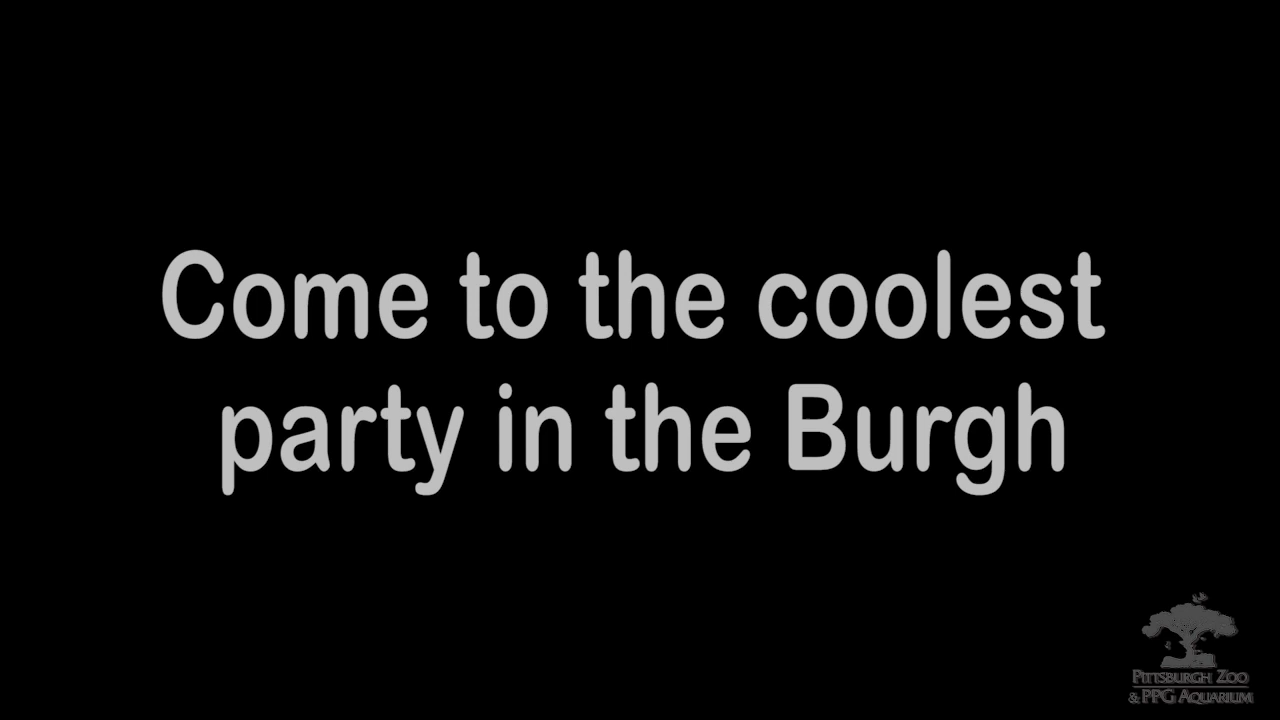 Come to the coolest
party in the Burgh
PITTSBURGH ZOO
& PPG AQUARIUM